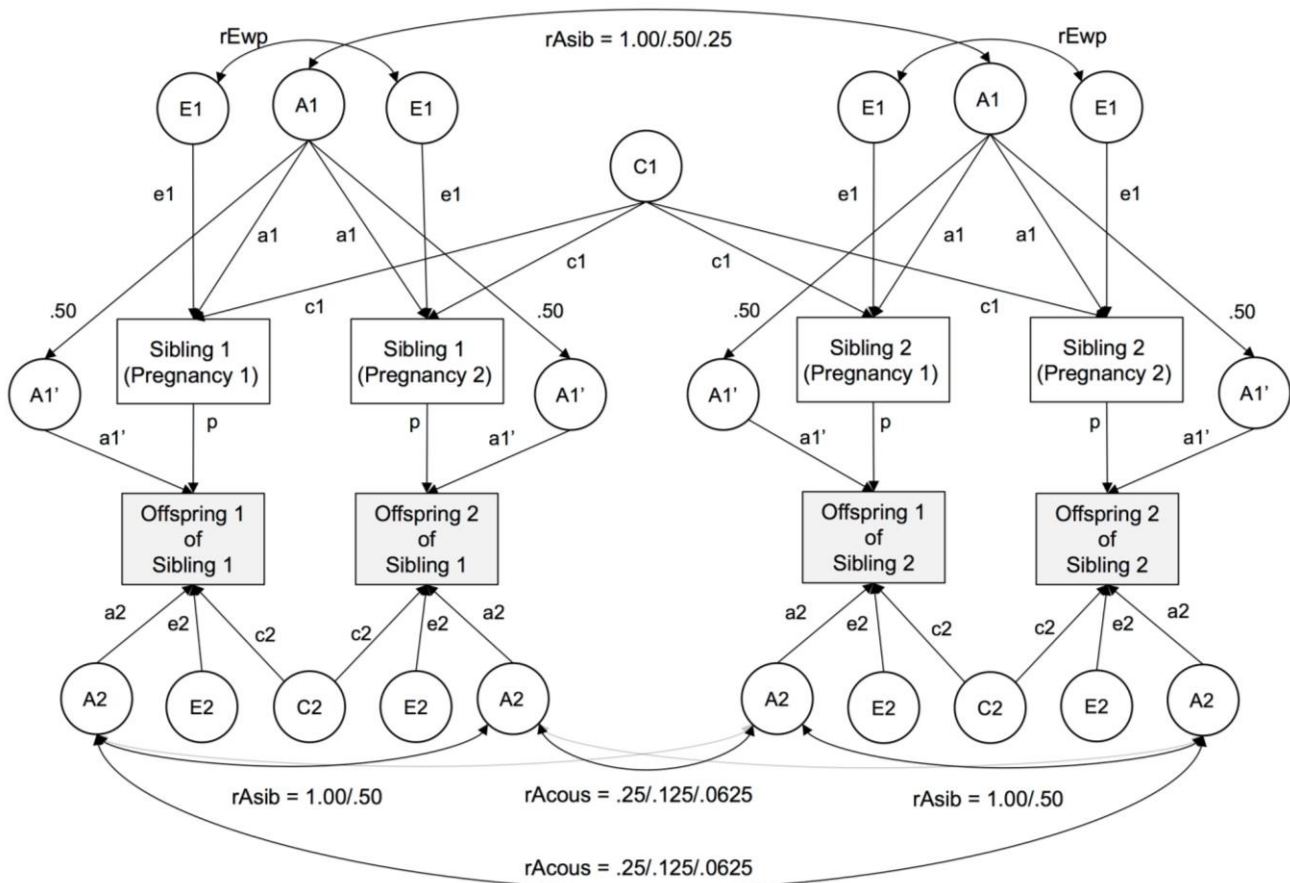 rEwp
rAsib = 1.00/.50/.25
rEwp
E1
A1
E1
E1
A1
E1
C1
e1
a1
a1
e1
c1
c1
e1
a1
a1
e1
.50
c1
.50
.50
c1
.50
Sibling 1
(Pregnancy 1)
Sibling 1
(Pregnancy 2)
Sibling 2
(Pregnancy 1)
Sibling 2
(Pregnancy 2)
A1'
A1'
A1'
A1'
a1'
p
p
a1'
a1'
p
p
a1'
Offspring 1
of
Sibling 1
Offspring 2
of
Sibling 1
Offspring 1
of
Sibling 2
Offspring 2
of
Sibling 2
a2
e2
c2
c2
e2
a2
a2
e2
c2
c2
e2
a2
A2
E2
C2
E2
A2
A2
E2
C2
E2
A2
rAsib = 1.00/.50
rAcous = .25/.125/.0625
rAsib = 1.00/.50
rAcous = .25/.125/.0625